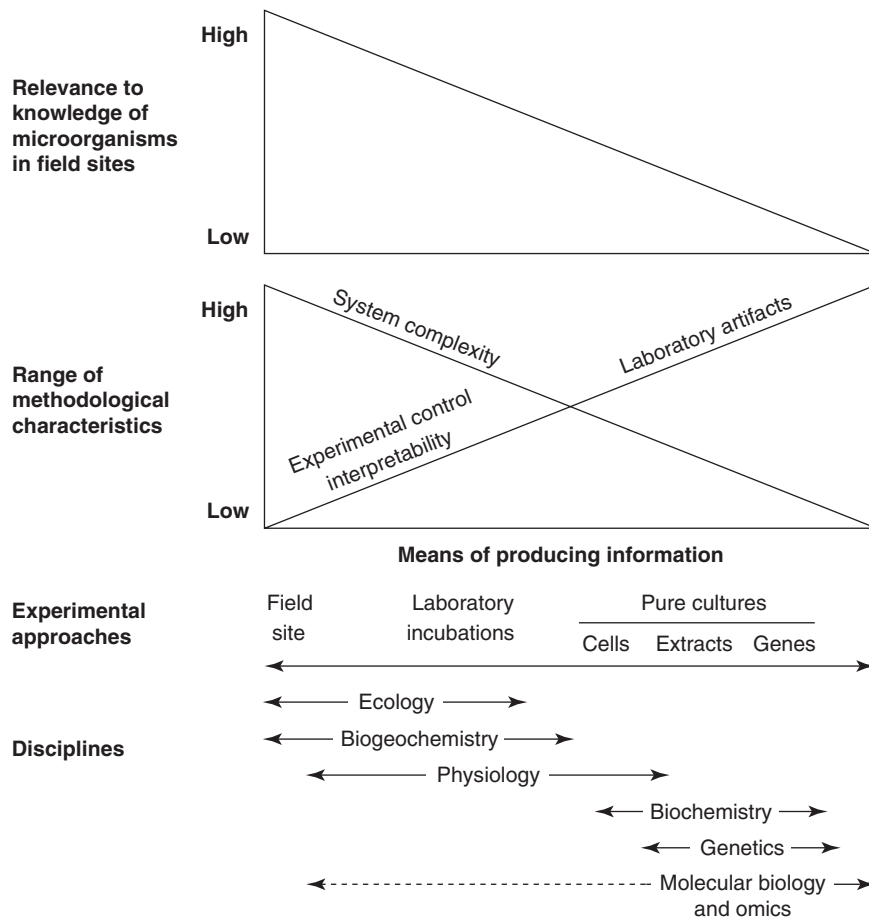 High
Relevance to
knowledge of
microorganisms
in field sites
Low
High
System complexity
Laboratory artifacts
Range of
methodological
characteristics
Experimental control
interpretability
Low
Means of producing information
Experimental
approaches
Field
site
Laboratory
incubations
Pure cultures
Cells
Extracts
Genes
Disciplines
Ecology
Biogeochemistry
Physiology
Biochemistry
Genetics
Molecular biology
and omics